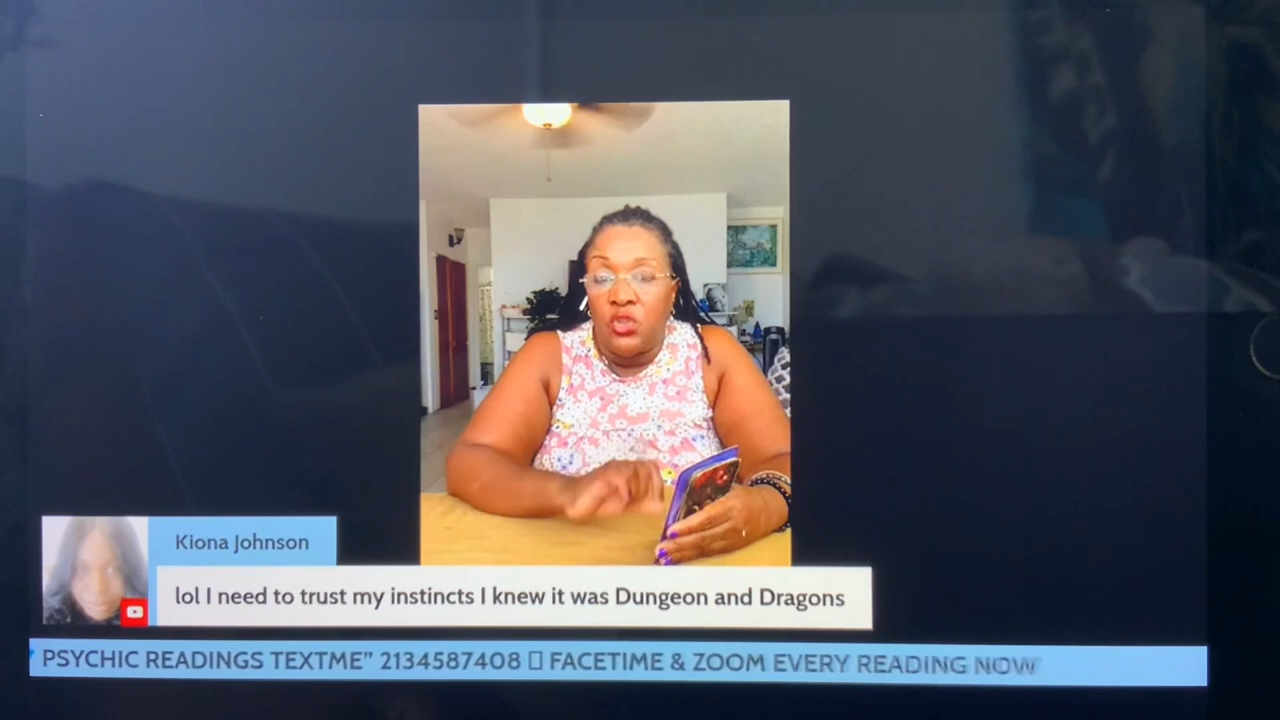 Kiona Johnson
lol I need to trust my instincts I knew it was Dungeon and Dragons
PSYCHIC READINGS TEXTME” 2134587408 ▯ FACETIME & ZOOM EVERY READING NOW